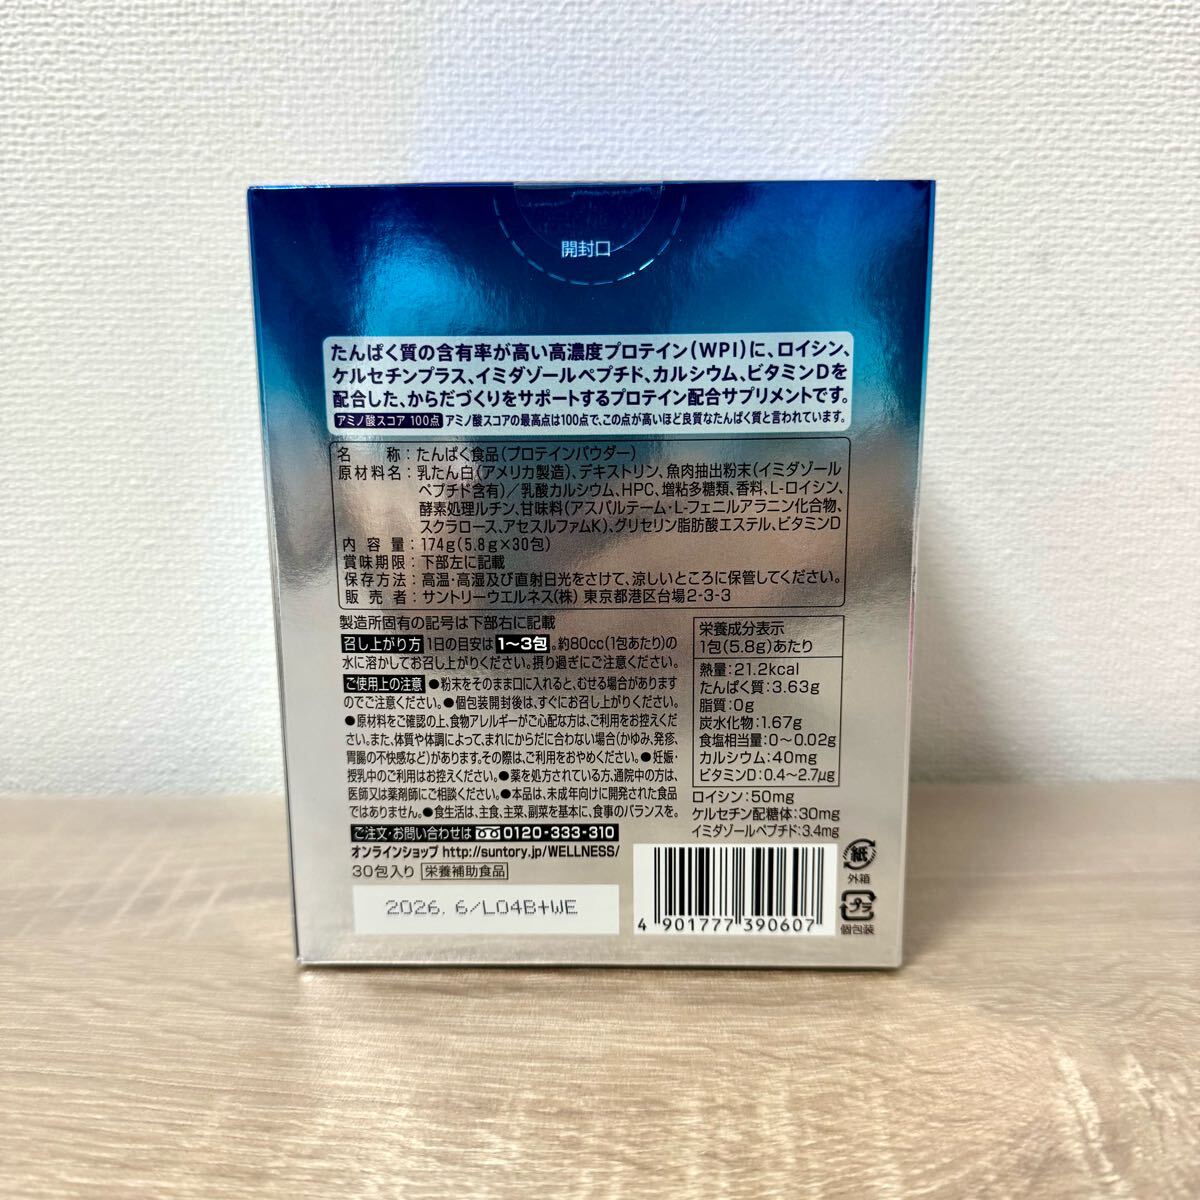 開封口
たんぱく質の含有率が高い高濃度プロテイン(WPI)に、ロイシン、
ケルセチンプラス、イミダゾールペプチド、カルシウム、ビタミンDを
配合した、からだづくりをサポートするプロテイン配合サプリメントです。
アミノ酸スコア 100点 アミノ酸スコアの最高点は100点で、この点が高いほど良質なたんぱく質と言われています。
名 称:たんぱく食品(プロテインパウダー)
原材料名:乳たん白(アメリカ製造)、デキストリン、魚肉抽出粉末(イミダゾール
ペプチド含有)/乳酸カルシウム、HPC、増粘多糖類、香料、L-ロイシン、
酵素処理ルチン、甘味料(アスパルテーム・L-フェニルアラニン化合物、
スクラロース、アセスルファムK)、グリセリン脂肪酸エステル、ビタミンD
内容量:174g(5.8g×30包)
賞味期限:下部左に記載
保存方法:高温・高湿及び直射日光をさけて、涼しいところに保管してください。
販売者:サントリーウエルネス(株) 東京都港区台場2-3-3
製造所固有の記号は下部右に記載
召し上がり方 1日の目安は1~3包。約80cc(1包あたり)の
水に溶かしてお召し上がりください。摂り過ぎにご注意ください。
ご使用上の注意 ●粉末をそのまま口に入れると、むせる場合があります
のでご注意ください。●個包装開封後は、すぐにお召し上がりください。
●原材料をご確認の上、食物アレルギーがご心配な方は、ご利用をお控えくだ
さい。また、体質や体調によって、まれにからだに合わない場合(かゆみ、発疹、
胃腸の不快感など)があります。その際は、ご利用をおやめください。●妊娠・
授乳中のご利用はお控えください。●薬を処方されている方、通院中の方は、
医師又は薬剤師にご相談ください。●本品は、未成年向けに開発された食品
ではありません。●食生活は、主食、主菜、副菜を基本に、食事のバランスを。
ご注文・お問い合わせは 0120-333-310
オンラインショップ http://suntory.jp/WELLNESS/
30包入り 栄養補助食品
2026. 6/L04B+WE
栄養成分表示
1包(5.8g)あたり
熱量:21.2kcal
たんぱく質:3.63g
脂質:0g
炭水化物:1.67g
食塩相当量:0~0.02g
カルシウム:40mg
ビタミンD:0.4~2.7μg
ロイシン:50mg
ケルセチン配糖体:30mg
イミダゾールペプチド:3.4mg
4 901777 390607
紙
外箱
プラ
個包装